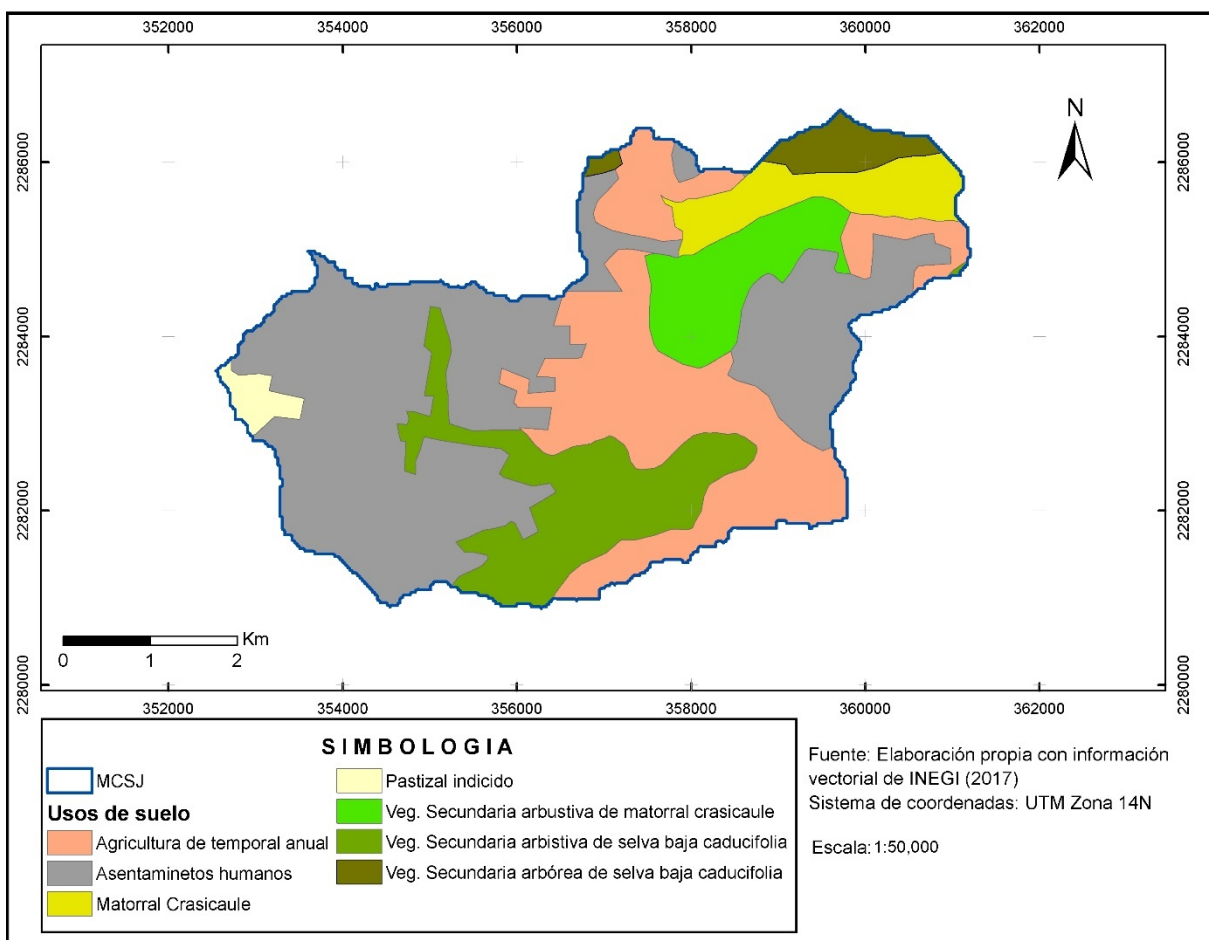 352000 354000 356000 358000 360000 362000
N
2286000 2286000
2284000 2284000
2282000 2282000
Km
0 1 2
2280000 2280000
352000 354000 356000 358000 360000 362000
SIMBOLOGIA
MCSJ
Usos de suelo
Agricultura de temporal anual
Asentaminetos humanos
Matorral Crasicaule
Pastizal indicido
Veg. Secundaria arbustiva de matorral crasicaule
Veg. Secundaria arbistiva de selva baja caducifolia
Veg. Secundaria arbórea de selva baja caducifolia
Fuente: Elaboración propia con información
vectorial de INEGI (2017)
Sistema de coordenadas: UTM Zona 14N
Escala: 1:50,000